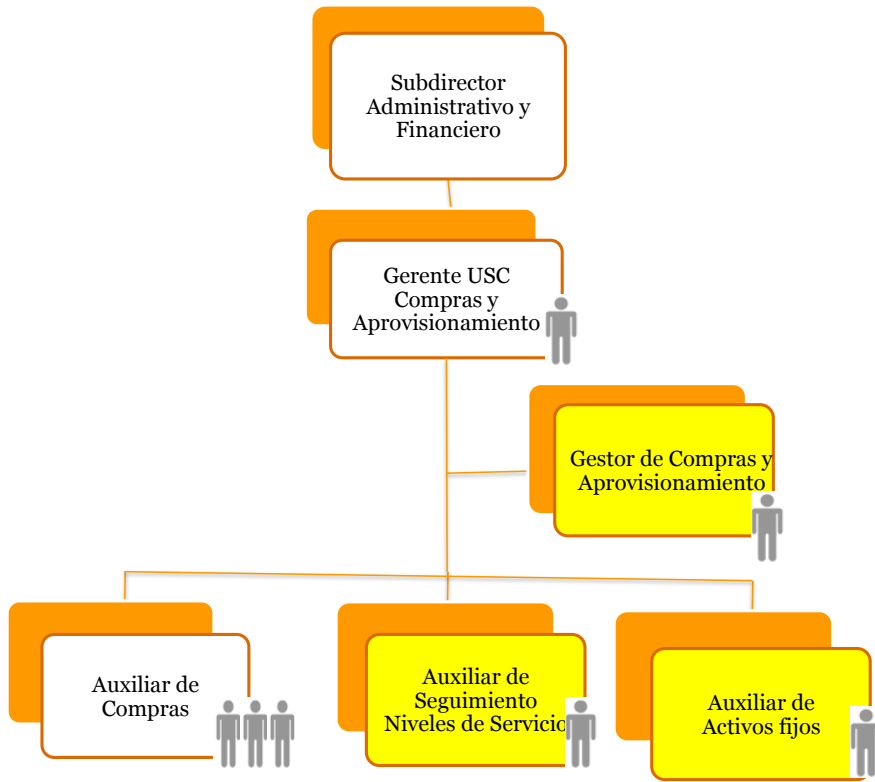 Subdirector
Administrativo y
Financiero
Gerente USC
Compras y
Aprovisionamiento
Gestor de Compras y
Aprovisionamiento
Auxiliar de
Compras
Auxiliar de
Seguimiento
Niveles de Servicio
Auxiliar de
Activos fijos